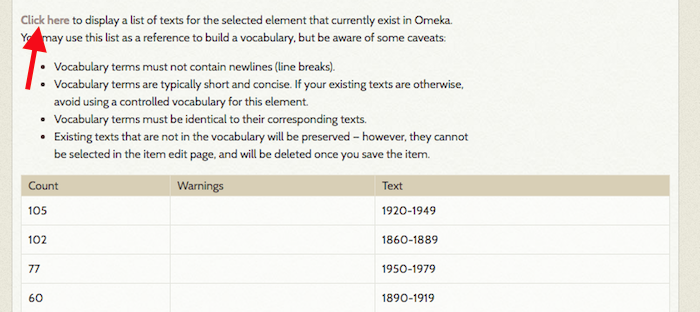 Click here to display a list of texts for the selected element that currently exist in Omeka.
You may use this list as a reference to build a vocabulary, but be aware of some caveats:
• Vocabulary terms must not contain newlines (line breaks).
• Vocabulary terms are typically short and concise. If your existing texts are otherwise,
avoid using a controlled vocabulary for this element.
• Vocabulary terms must be identical to their corresponding texts.
• Existing texts that are not in the vocabulary will be preserved – however, they cannot
be selected in the item edit page, and will be deleted once you save the item.
Count Warnings Text
105 1920-1949
102 1860-1889
77 1950-1979
60 1890-1919